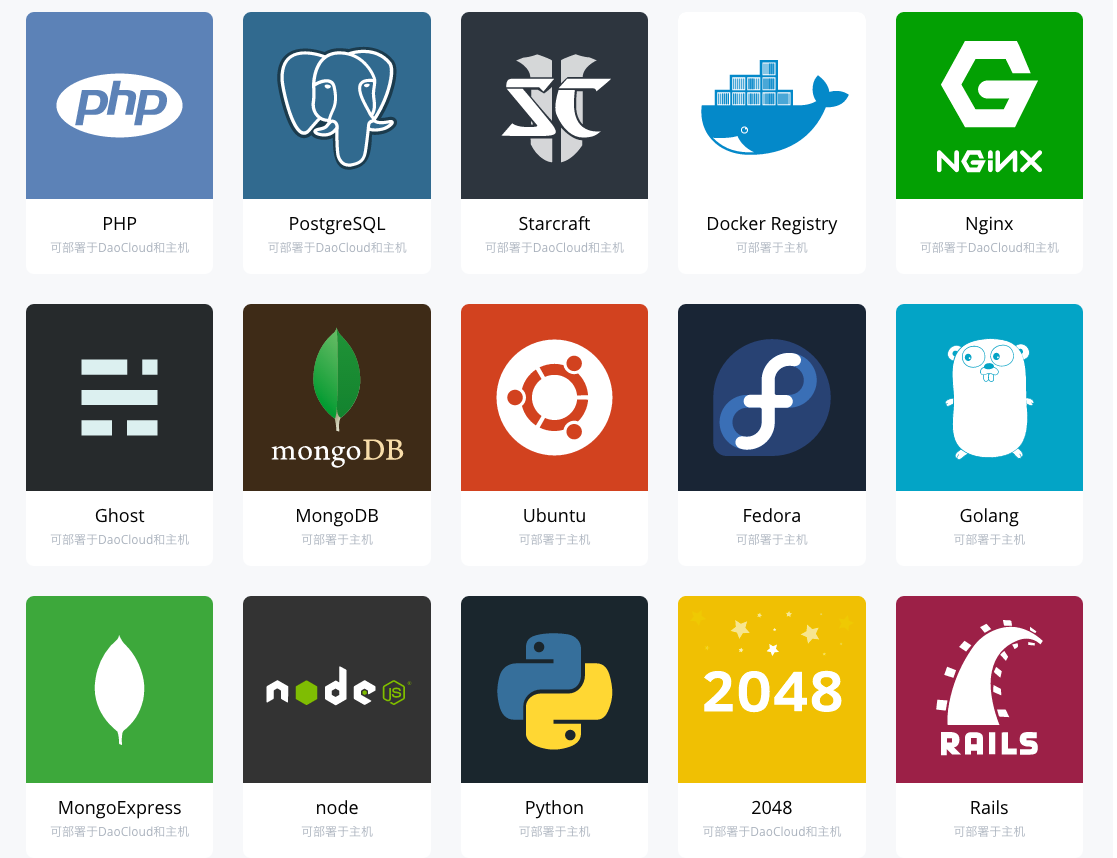 php
PHP
可部署于DaoCloud和主机
PostgreSQL
可部署于DaoCloud和主机
SC
Starcraft
可部署于DaoCloud和主机
Docker Registry
可部署于主机
G
NGiNX
Nginx
可部署于DaoCloud和主机
Ghost
可部署于DaoCloud和主机
mongoDB
MongoDB
可部署于主机
Ubuntu
可部署于主机
f
Fedora
可部署于主机
Golang
可部署于主机
MongoExpress
可部署于DaoCloud和主机
node JS
node
可部署于主机
Python
可部署于主机
2048
2048
可部署于DaoCloud和主机
RAILS
Rails
可部署于主机